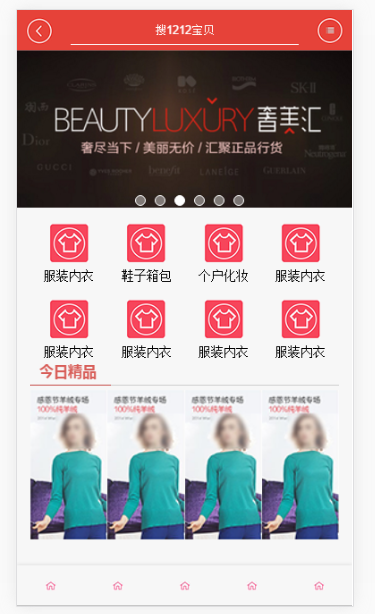 搜1212宝贝
SK-II
BEAUTYLUXURY奢美汇
Dior
奢尽当下 / 美丽无价 / 汇聚正品行货
Neutrogena
GUCCI
benefit
LANEIGE
GUERLAIN
服装内衣
鞋子箱包
个户化妆
服装内衣
服装内衣
服装内衣
服装内衣
服装内衣
今日精品
感恩节羊绒专场
100%纯羊绒
感恩节羊绒专场
100%纯羊绒
感恩节羊绒专场
100%纯羊绒
感恩节羊绒专场
100%纯羊绒